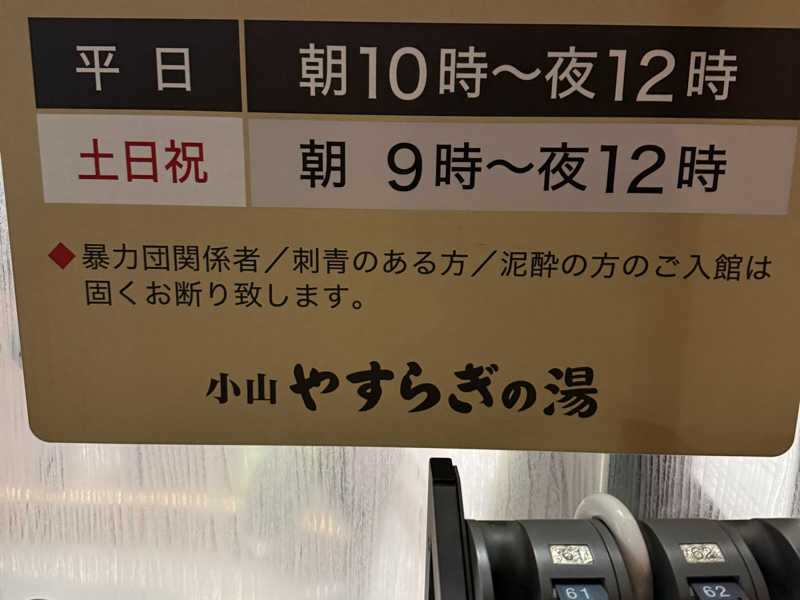 平日 朝10時～夜12時
土日祝 朝 9時～夜12時
◆暴力団関係者／刺青のある方／泥酔の方のご入館は
固くお断り致します。
小山 やすらぎの湯
61 62
61 62